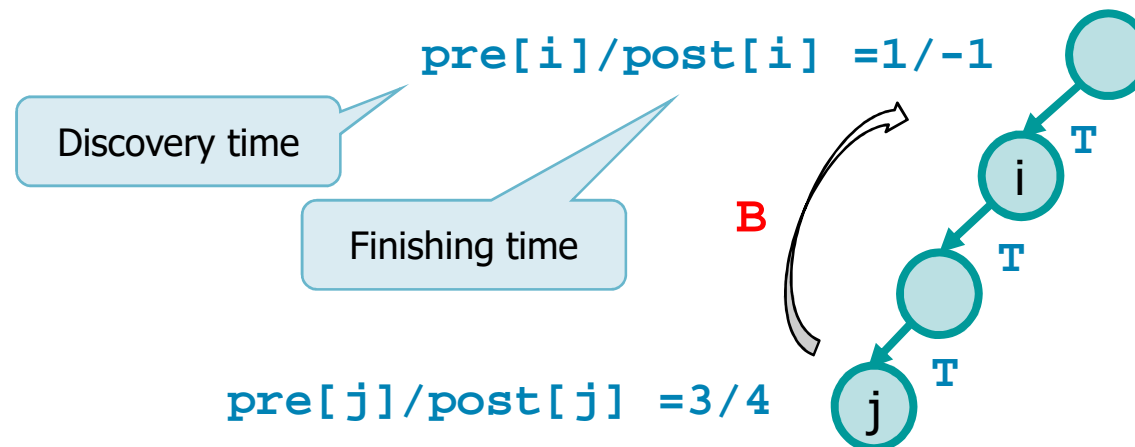 pre[i]/post[i] =1/-1
Discovery time
T
i
B
Finishing time
T
T
pre[j]/post[j] =3/4
j